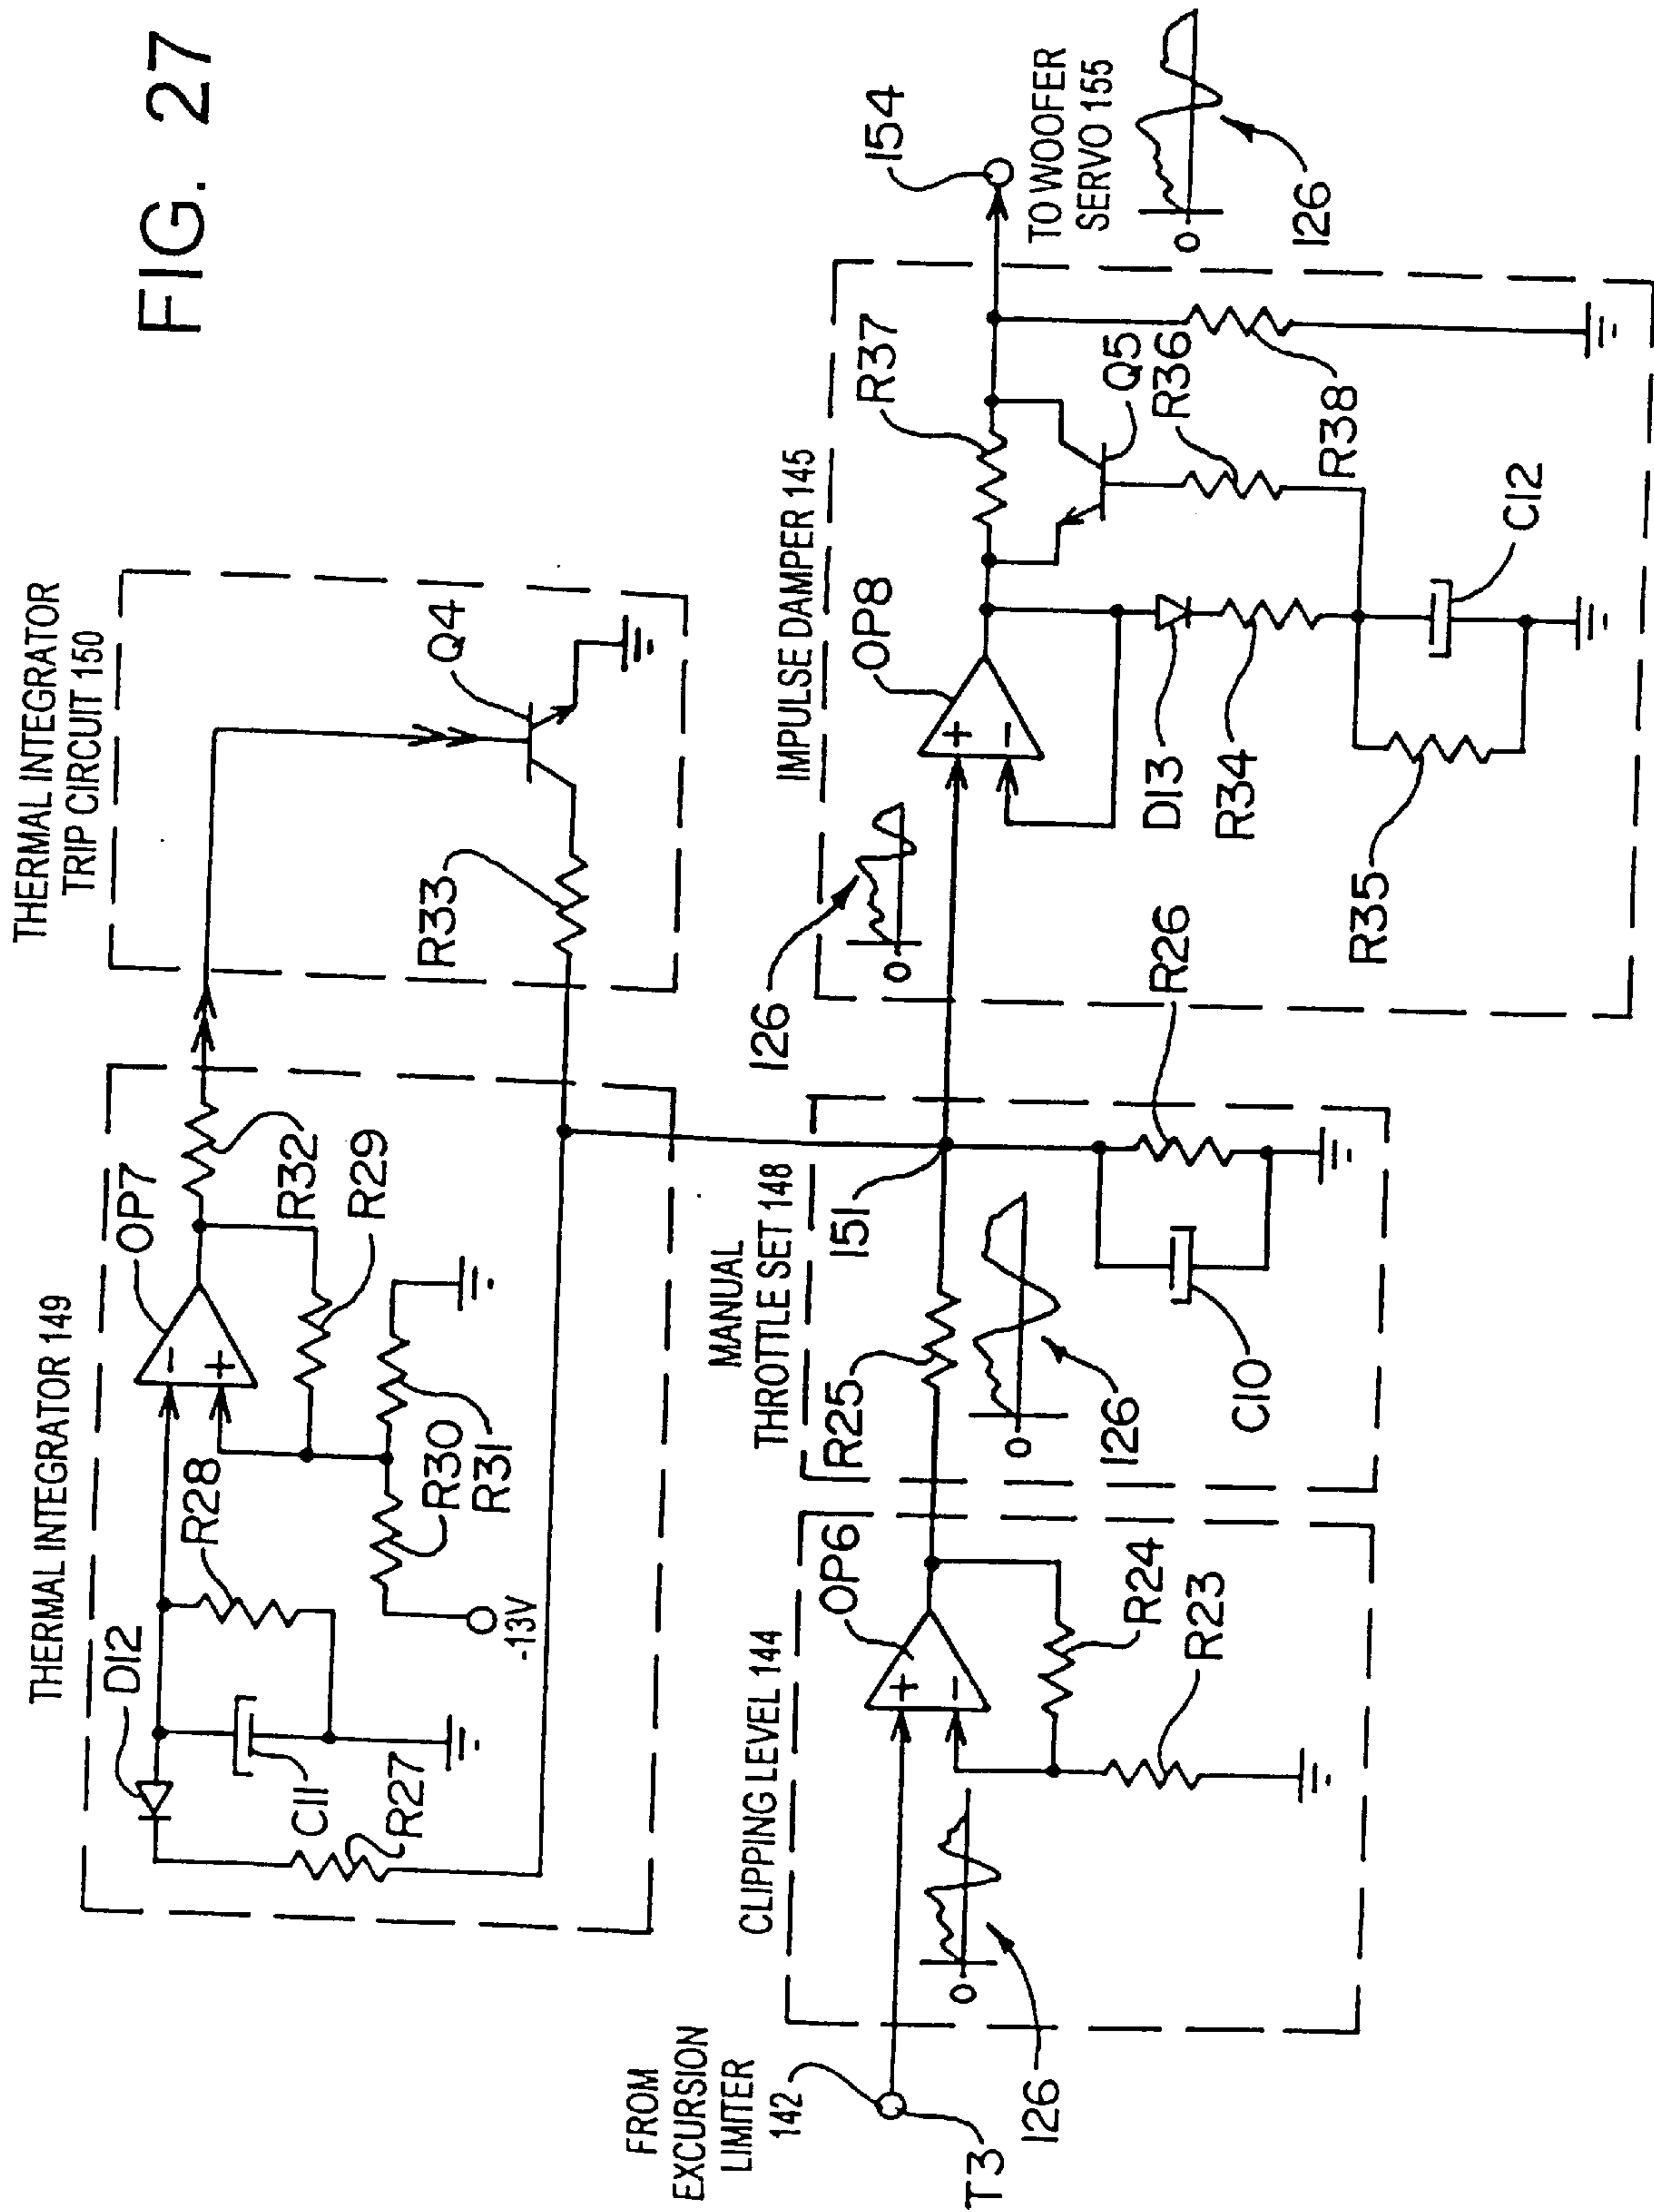 FIG. 27
THERMAL INTEGRATOR 149
D12
R28
OP7
R32
R29
R30
R31
-13V
C11
R27
THERMAL INTEGRATOR
TRIP CIRCUIT 150
Q4
R33
FROM
EXCURSION
LIMITER
142
T3
126
CLIPPING LEVEL 144
0
OP6
R24
R23
MANUAL
THROTTLE SET 148
R25
151
0
126
C10
R26
IMPULSE DAMPER 145
126
0
OP8
R37
Q5
R36
D13
R34
R35
R38
C12
154
TO WOOFER
SERVO 155
0
126